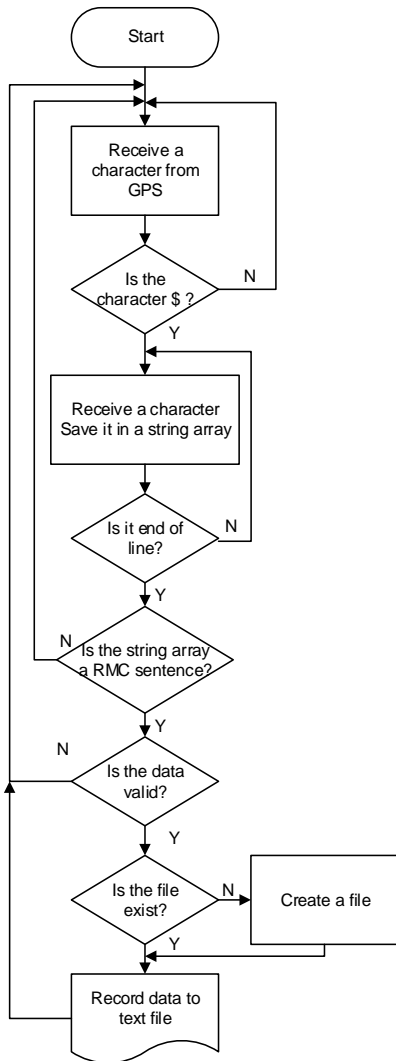 Start
Receive a
character from
GPS
Is the
character $ ?
N
Y
Receive a character
Save it in a string array
Is it end of
line?
N
Y
N
Is the string array
a RMC sentence?
Y
N
Is the data
valid?
Y
Is the file
exist?
N
Create a file
Y
Record data to
text file